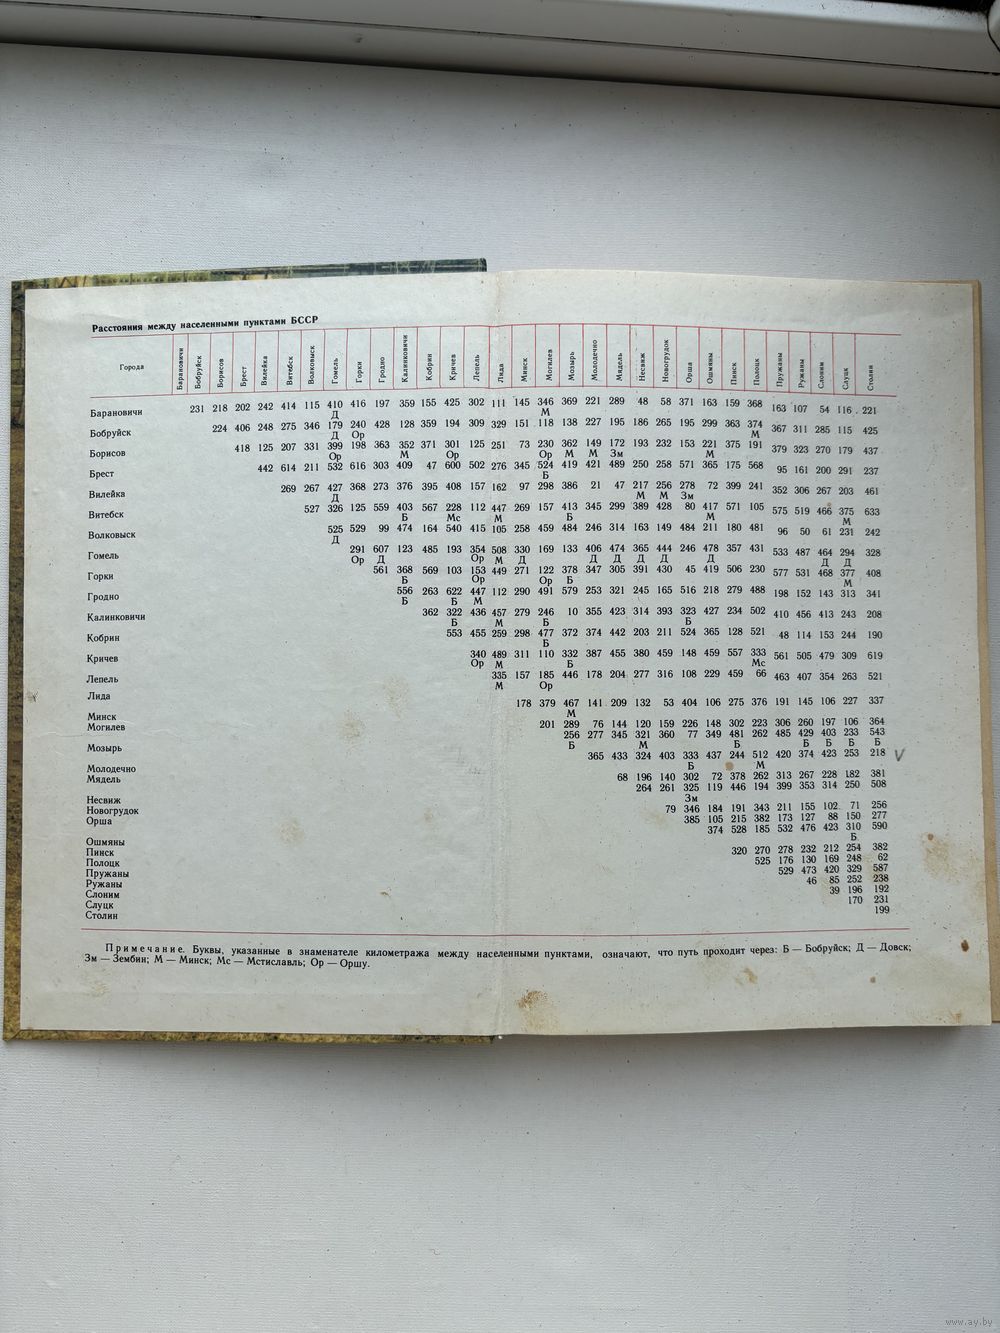 Расстояния между населенными пунктами БССР
Города Барановичи Бобруйск Борисов Брест Вилейка Витебск Волковыск Гомель Горки Гродно Калинковичи Кобрин Кричев Лепель Лида Минск Могилев Мозырь Молодечно Мядель Несвиж Новогрудок Орша Ошмяны Пинск Полоцк Пружаны Ружаны Слоним Слуцк Столин
Барановичи 231 218 202 242 414 115 410 416 197 359 155 425 302 111 145 346 369 221 289 48 58 371 163 159 368 163 107 54 116 221
Д М
Бобруйск 224 406 248 275 346 179 240 428 128 359 194 309 329 151 118 138 227 195 186 265 195 299 363 374 367 311 285 115 425
Д Ор М
Борисов 418 125 207 331 399 198 363 352 371 301 125 251 73 230 362 149 172 193 232 153 221 375 191 379 323 270 179 437
Ор М Ор Ор М М Зм М
Брест 442 614 211 532 616 303 409 47 600 502 276 345 524 419 421 489 250 258 571 365 175 568 95 161 200 291 237
Б
Вилейка 269 267 427 368 273 376 395 408 157 162 97 298 386 21 47 217 256 278 72 399 241 352 306 267 203 461
Д М М Зм
Витебск 527 326 125 559 403 567 228 112 447 269 157 413 345 299 389 428 80 417 571 105 575 519 466 375 633
Б Мс М Б М М
Волковыск 525 529 99 474 164 540 415 105 258 459 484 246 314 163 149 484 211 180 481 96 50 61 231 242
Д
Гомель 291 607 123 485 193 354 508 330 169 133 406 474 365 444 246 478 357 431 533 487 464 294 328
Ор Д Ор М Д Д Д Д Д Д Д Д
Горки 561 368 569 103 153 449 271 122 378 347 305 391 430 45 419 506 230 577 531 468 377 408
Б Ор Ор Б М
Гродно 556 263 622 447 112 290 491 579 253 321 245 165 516 218 279 488 198 152 143 313 341
Б Б М
Калинковичи 362 322 436 457 279 246 10 355 423 314 393 323 427 234 502 410 456 413 243 208
Б М Б Б
Кобрин 553 455 259 298 477 372 374 442 203 211 524 365 128 521 48 114 153 244 190
Б
Кричев 340 489 311 110 332 387 455 380 459 148 459 557 333 561 505 479 309 619
Ор М Б Мс
Лепель 335 157 185 446 178 204 277 316 108 229 459 66 463 407 354 263 521
М Ор
Лида 178 379 467 141 209 132 53 404 106 275 376 191 145 106 227 337
М
Минск 201 289 76 144 120 159 226 148 302 223 306 260 197 106 364
Могилев 256 277 345 321 360 77 349 481 262 485 429 403 233 543
Б М Б Б Б Б Б
Мозырь 365 433 324 403 333 437 244 512 420 374 423 253 218 V
Б М
Молодечно 68 196 140 302 72 378 262 313 267 228 182 381
Мядель 264 261 325 119 446 194 399 353 314 250 508
Зм
Несвиж 79 346 184 191 343 211 155 102 71 256
Новогрудок 385 105 215 382 173 127 88 150 277
Орша 374 528 185 532 476 423 310 590
Б
Ошмяны 320 270 278 232 212 254 382
Пинск 525 176 130 169 248 62
Полоцк 529 473 420 329 587
Пружаны 46 85 252 238
Ружаны 39 196 192
Слоним 170 231
Слуцк 199
Столин
Примечание. Буквы, указанные в знаменателе километража между населенными пунктами, означают, что путь проходит через: Б — Бобруйск; Д — Довск;
Зм — Зембин; М — Минск; Мс — Мстиславль; Ор — Оршу.
www.ay.by